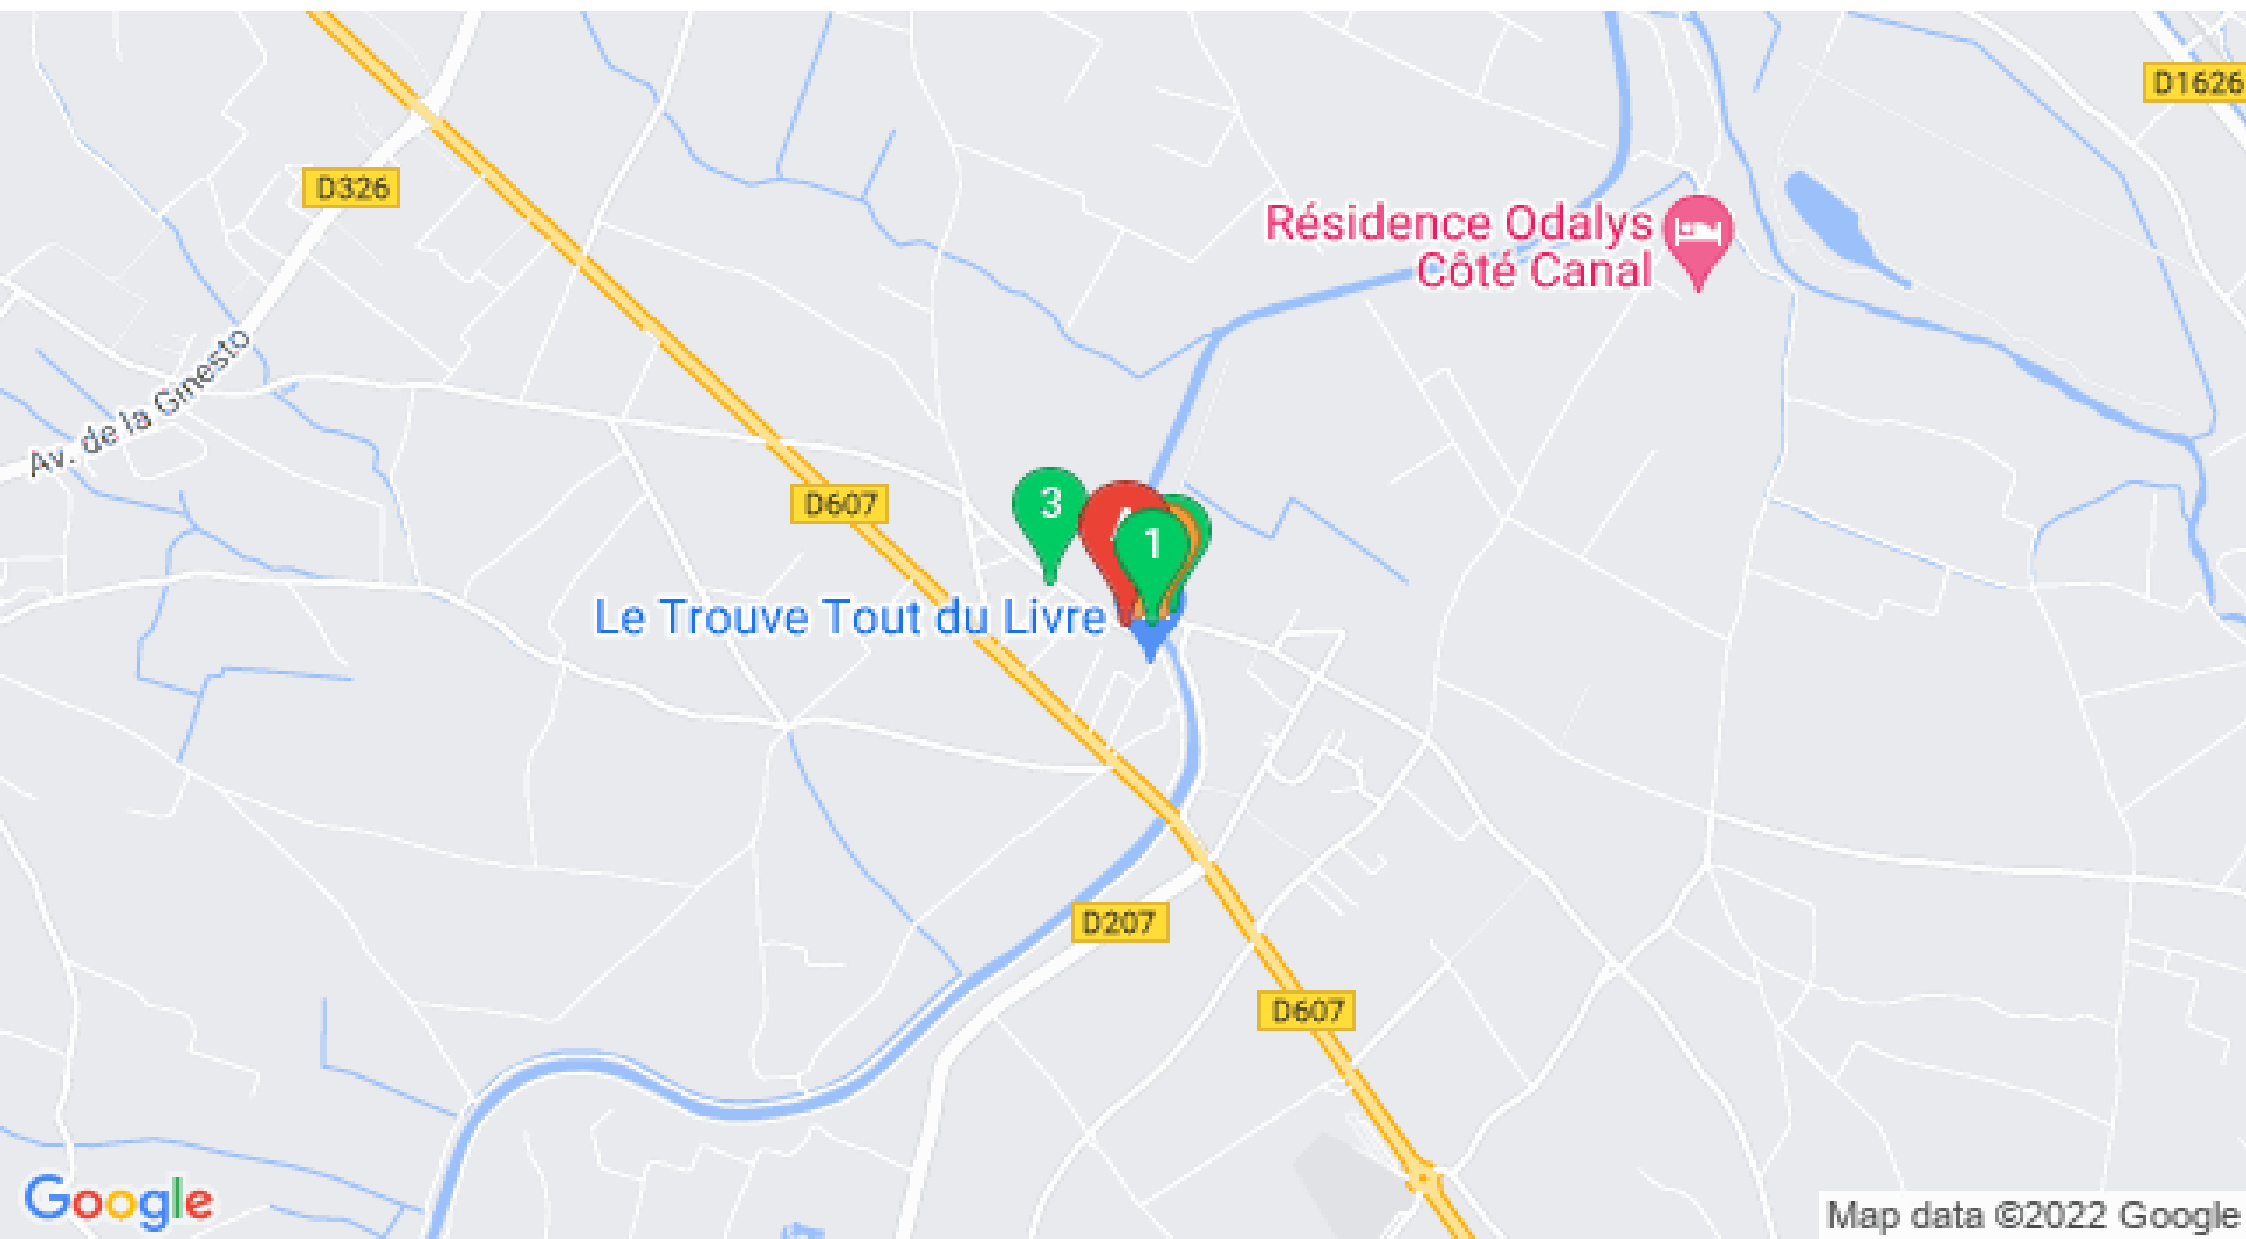 D1626
D326
Résidence Odalys
Côté Canal
Av. de la Ginesto
D607
3
1
Le Trouve Tout du Livre
D207
D607
Google
Map data ©2022 Google